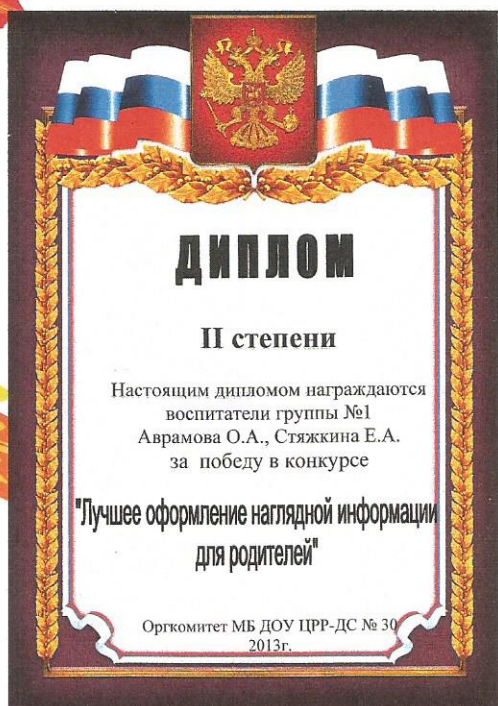 ДИПЛОМ
II степени
Настоящим дипломом награждаются
воспитатели группы №1
Аврамова О.А., Стяжкина Е.А.
за победу в конкурсе
"Лучшее оформление наглядной информации
для родителей"
Оргкомитет МБ ДОУ ЦРР-ДС № 30
2013г.